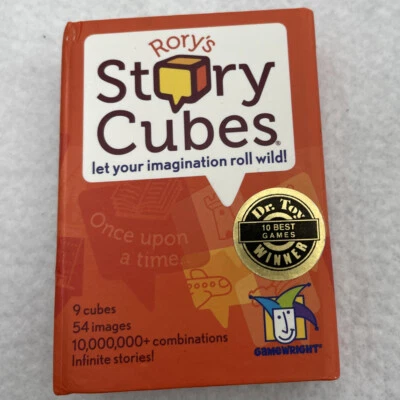 Rory's
Story
Cubes®
let your imagination roll wild!
Once upon
a time...
Dr. Toy
10 BEST
GAMES
WINNER
9 cubes
54 images
10,000,000+ combinations
Infinite stories!
GAMEWRIGHT®